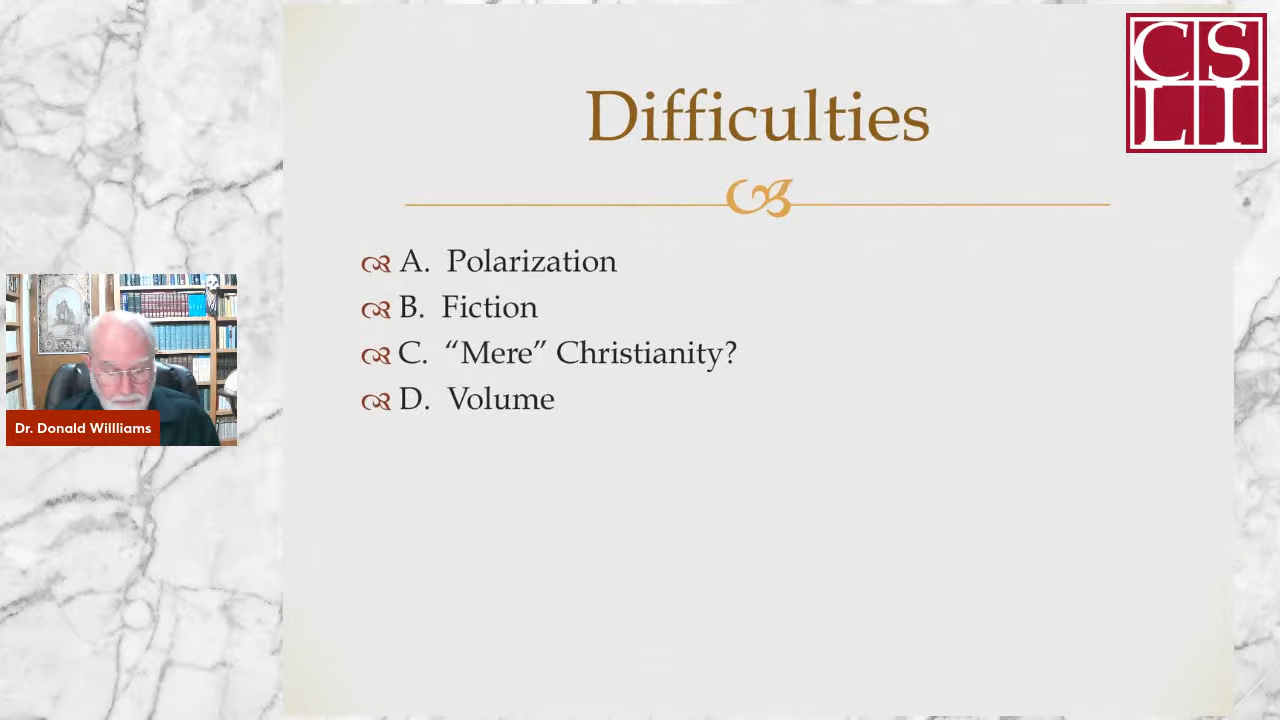 CS
LI
Difficulties
A. Polarization
B. Fiction
C. “Mere” Christianity?
D. Volume
Dr. Donald Willliams